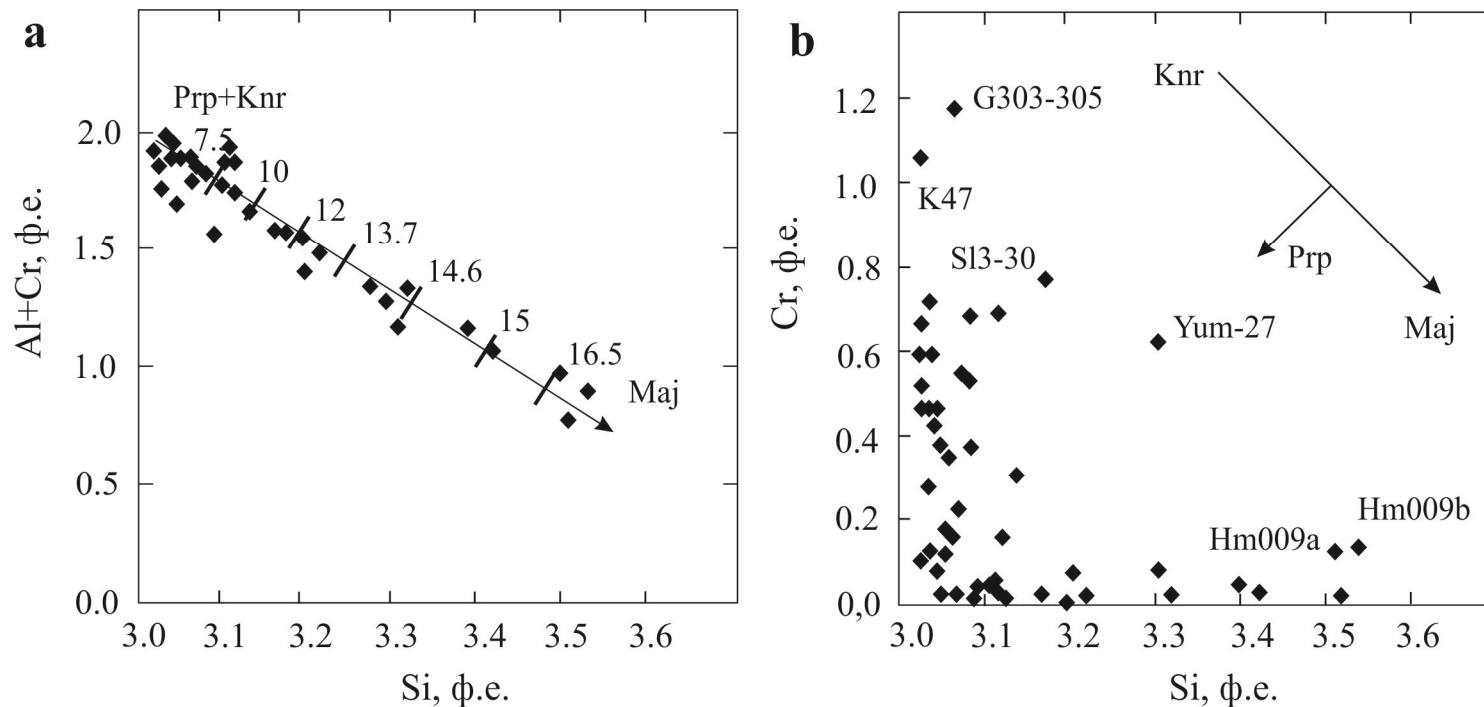 a
Prp+Knr
7.5
10
12
13.7
14.6
15
16.5
Maj
2.0
1.5
1.0
0.5
0.0
Al+Cr, ф.е.
3.0 3.1 3.2 3.3 3.4 3.5 3.6
Si, ф.е.
b
Knr
G303-305
K47
Prp
Sl3-30
Yum-27
Maj
Hm009a
Hm009b
1.2
1.0
0.8
0.6
0.4
0.2
0,0
Cr, ф.е.
3.0 3.1 3.2 3.3 3.4 3.5 3.6
Si, ф.е.